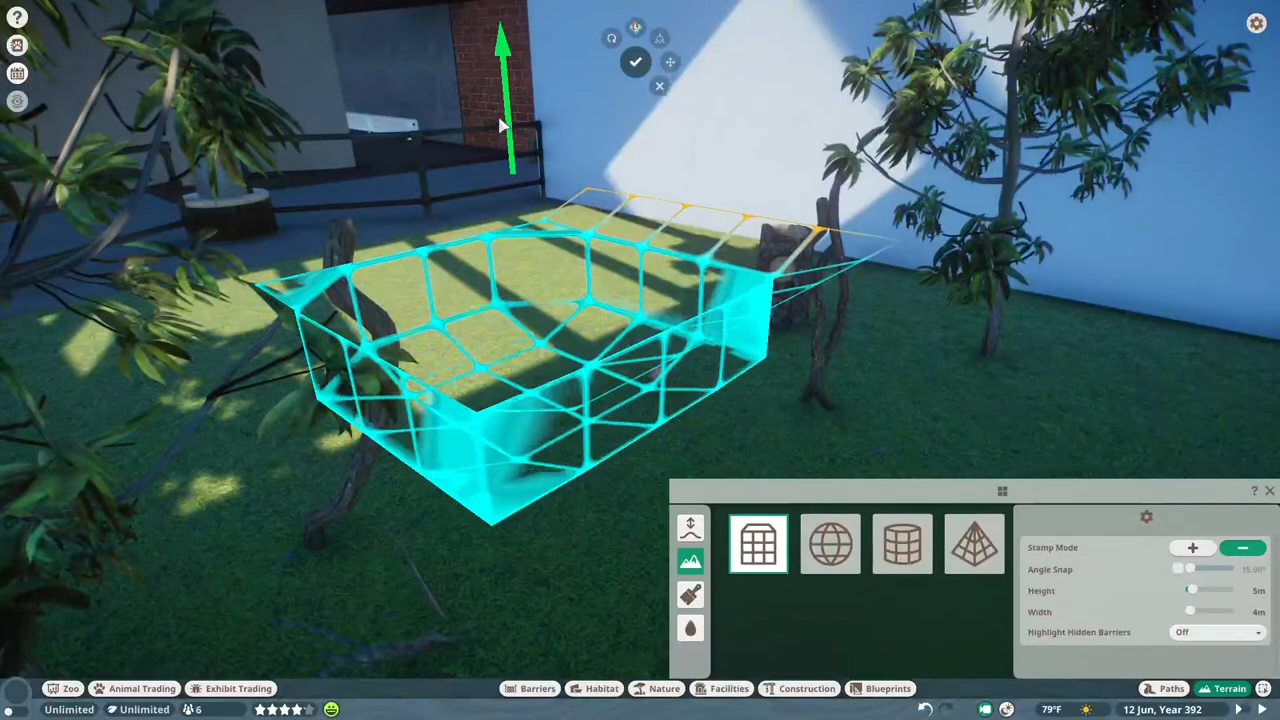 ?
? ×
Stamp Mode + −
Angle Snap 15.00°
Height 5m
Width 4m
Highlight Hidden Barriers Off
Zoo Animal Trading Exhibit Trading Barriers Habitat Nature Facilities Construction Blueprints Paths Terrain
Unlimited Unlimited 6 79°F 12 Jun, Year 392